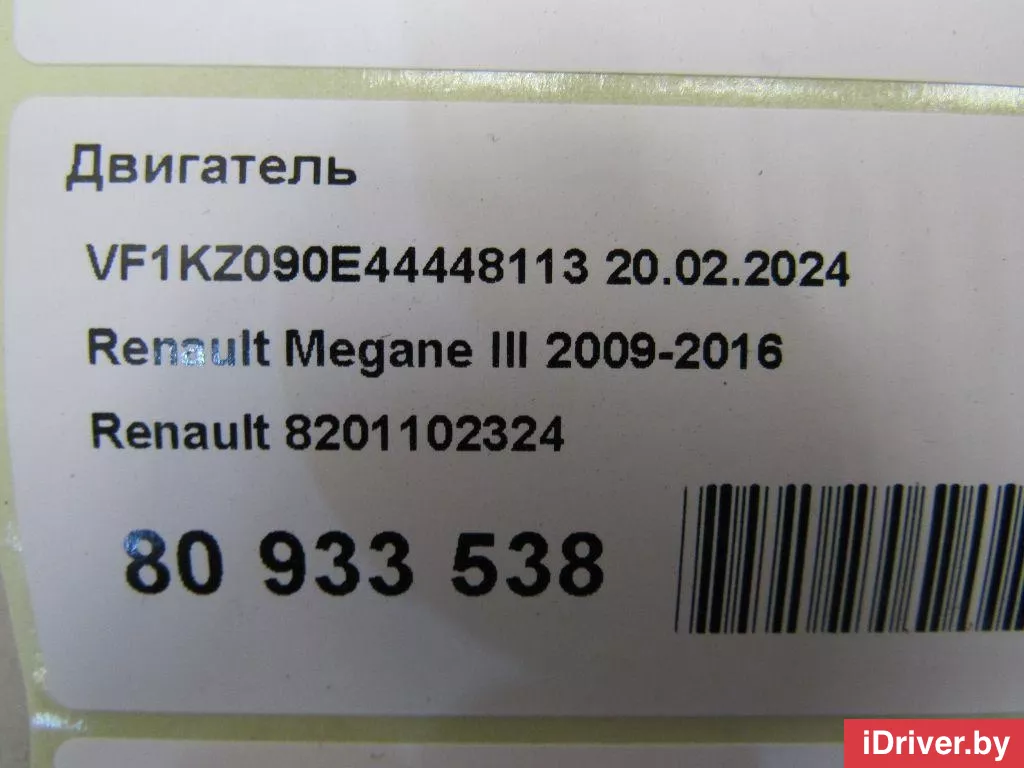 Двигатель
VF1KZ090E44448113 20.02.2024
Renault Megane III 2009-2016
Renault 8201102324
80 933 538
iDriver.by